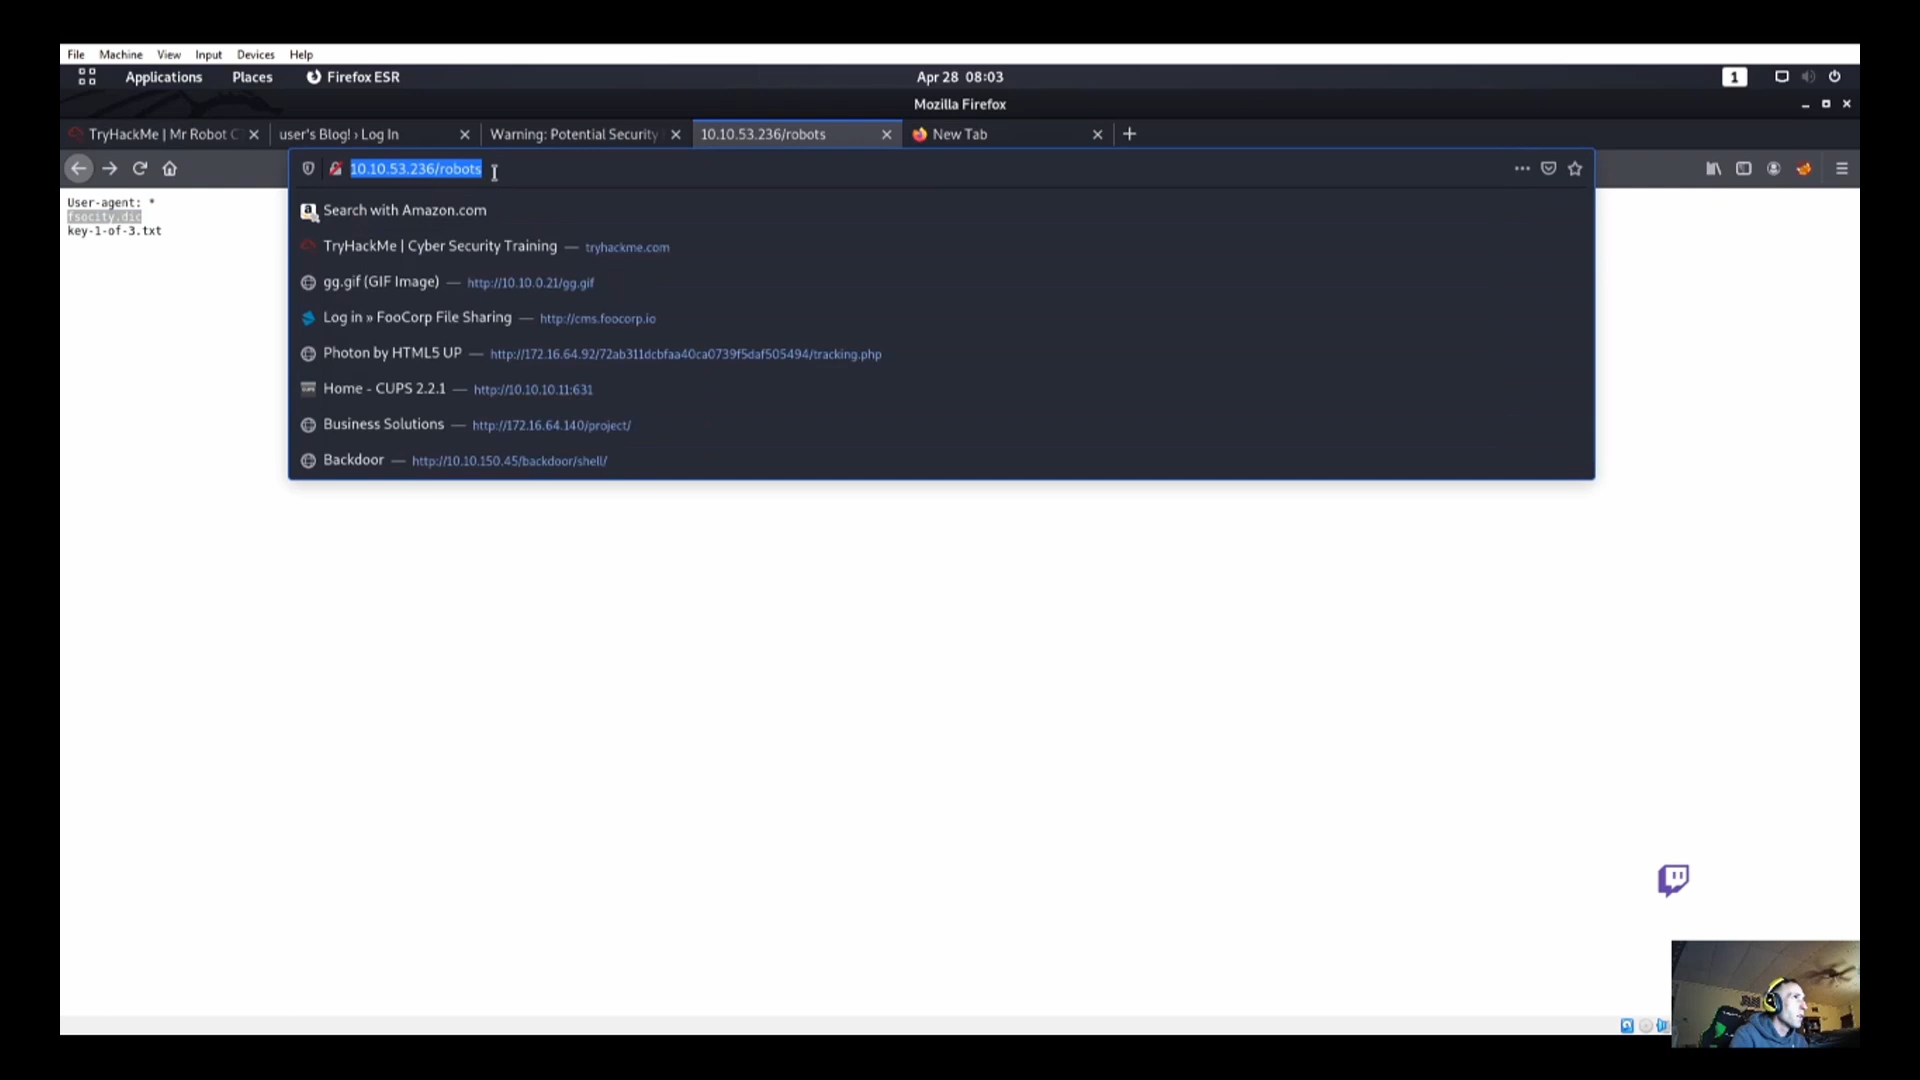 File Machine View Input Devices Help
Applications Places Firefox ESR Apr 28 08:03 1
Mozilla Firefox
TryHackMe | Mr Robot C user's Blog! › Log In Warning: Potential Security 10.10.53.236/robots New Tab
10.10.53.236/robots
User-agent: *
fsocity.dic
key-1-of-3.txt
Search with Amazon.com
TryHackMe | Cyber Security Training — tryhackme.com
gg.gif (GIF Image) — http://10.10.0.21/gg.gif
Log in » FooCorp File Sharing — http://cms.foocorp.io
Photon by HTML5 UP — http://172.16.64.92/72ab311dcbfaa40ca0739f5daf505494/tracking.php
Home - CUPS 2.2.1 — http://10.10.10.11:631
Business Solutions — http://172.16.64.140/project/
Backdoor — http://10.10.150.45/backdoor/shell/